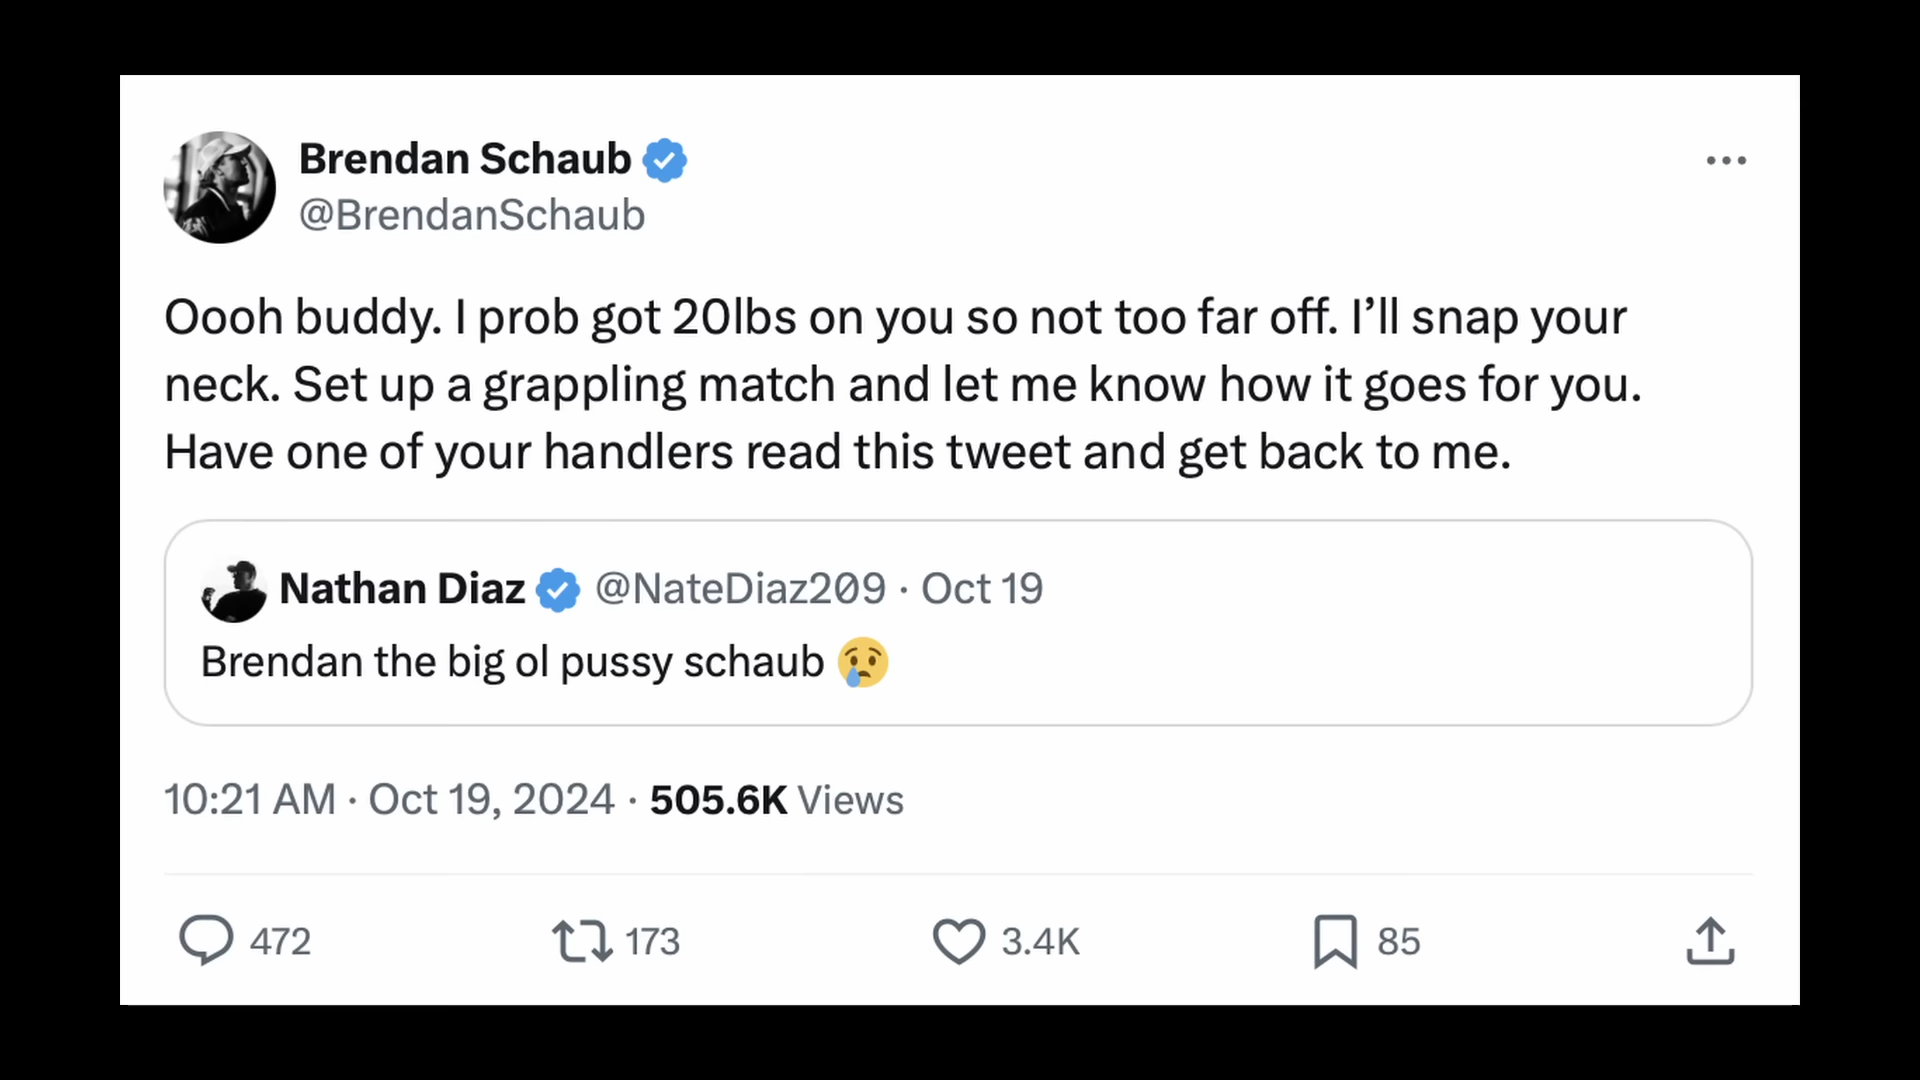 Brendan Schaub
@BrendanSchaub
Oooh buddy. I prob got 20lbs on you so not too far off. I’ll snap your
neck. Set up a grappling match and let me know how it goes for you.
Have one of your handlers read this tweet and get back to me.
Nathan Diaz @NateDiaz209 · Oct 19
Brendan the big ol pussy schaub 😢
10:21 AM · Oct 19, 2024 · 505.6K Views
472 173 3.4K 85